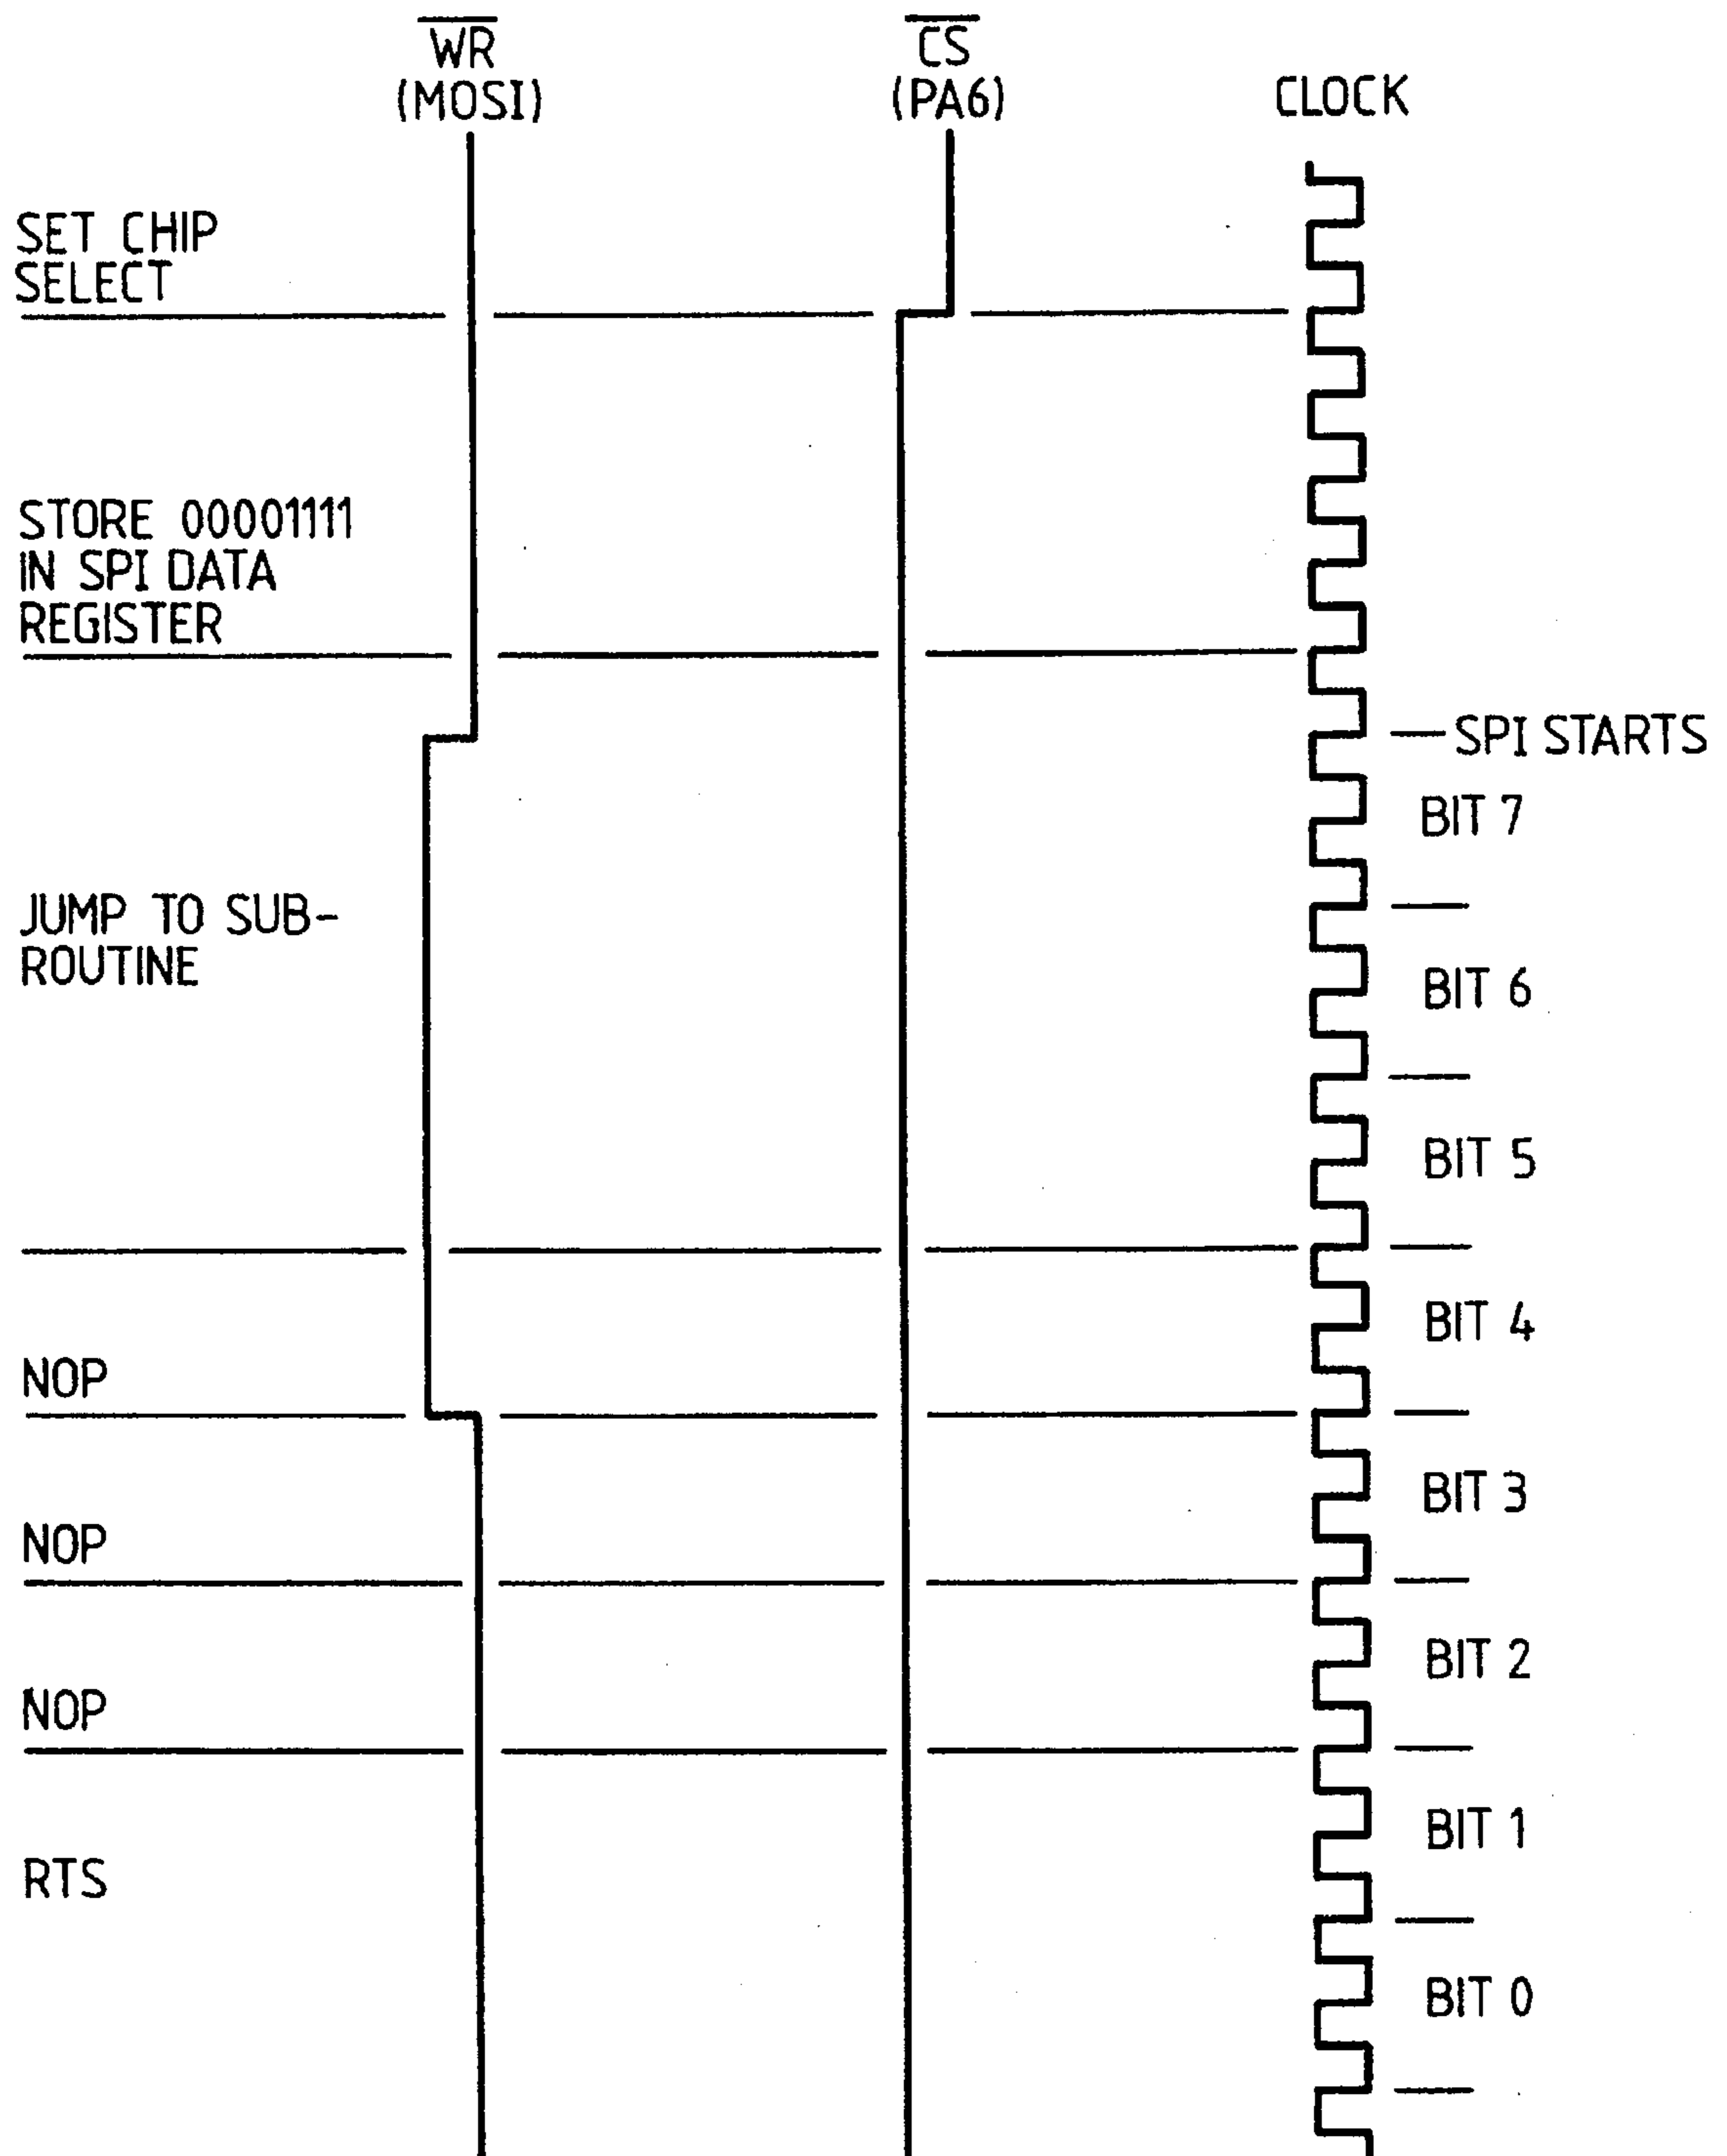 WR
(MOSI)
CS
(PA6)
CLOCK
SET CHIP
SELECT
STORE 00001111
IN SPI DATA
REGISTER
SPI STARTS
BIT 7
JUMP TO SUB-
ROUTINE
BIT 6
BIT 5
BIT 4
NOP
BIT 3
NOP
BIT 2
NOP
BIT 1
RTS
BIT 0